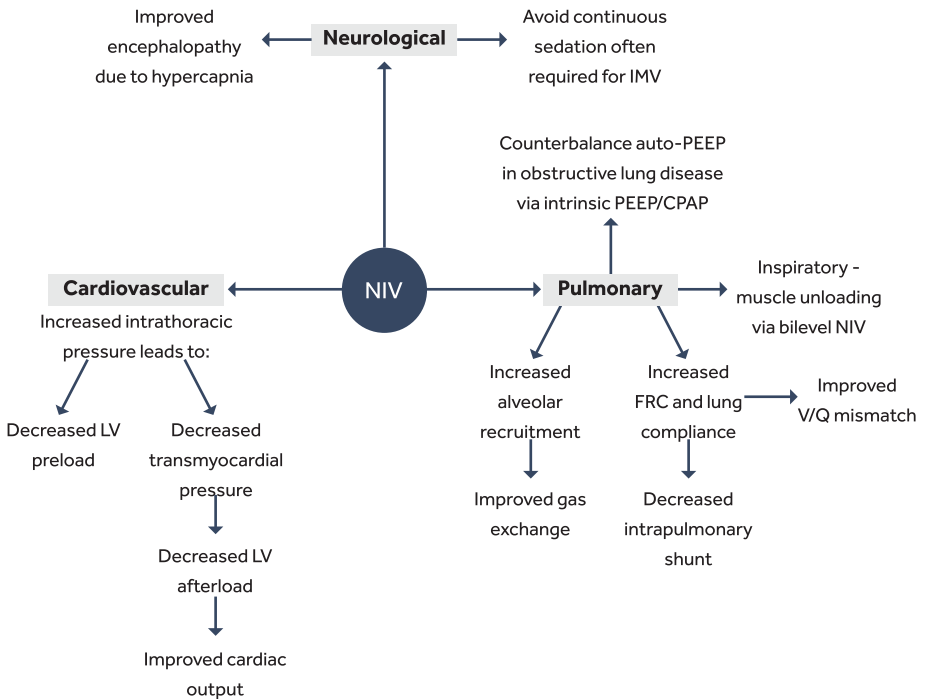 Improved
encephalopathy
due to hypercapnia
Neurological
Avoid continuous
sedation often
required for IMV
Counterbalance auto-PEEP
in obstructive lung disease
via intrinsic PEEP/CPAP
Cardiovascular
NIV
Pulmonary
Inspiratory -
muscle unloading
via bilevel NIV
Increased intrathoracic
pressure leads to:
Decreased LV
preload
Decreased
transmyocardial
pressure
Decreased LV
afterload
Improved cardiac
output
Increased
alveolar
recruitment
Improved gas
exchange
Increased
FRC and lung
compliance
Improved
V/Q mismatch
Decreased
intrapulmonary
shunt